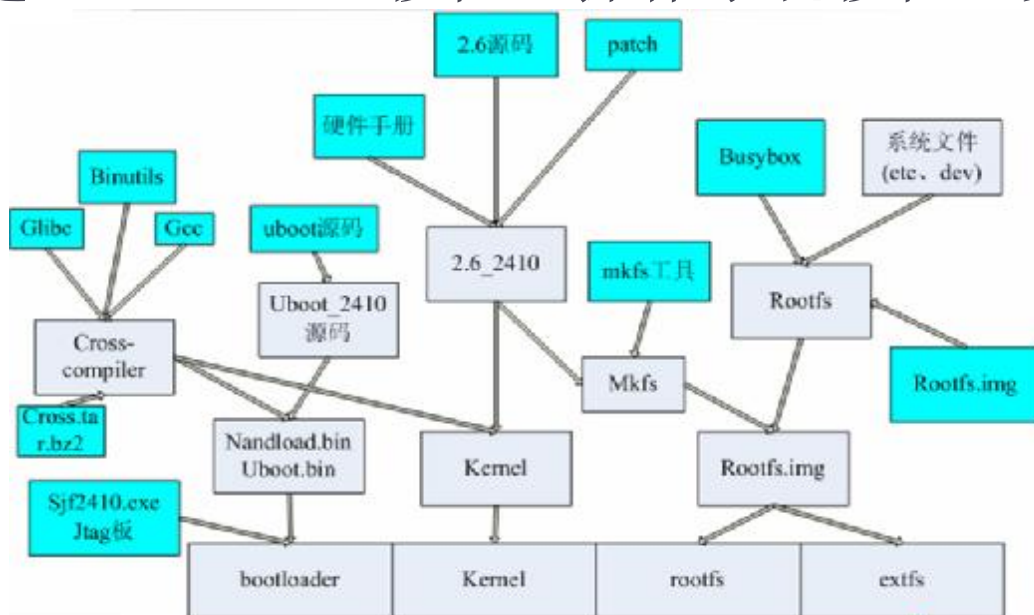 2.6源码
patch
硬件手册
Busybox
系统文件
(etc、dev)
Binutils
Glibc
Gcc
uboot源码
2.6_2410
mkfs工具
Rootfs
Uboot_2410
源码
Cross-
compiler
Mkfs
Rootfs.img
Cross.ta
r.bz2
Nandload.bin
Uboot.bin
Kernel
Rootfs.img
Sjf2410.exe
Jtag板
bootloader
Kernel
rootfs
extfs